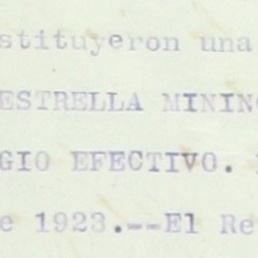 stituyeron una
ESTRELLA MINING
GIO EFECTIVO.
e 1923.--El Re